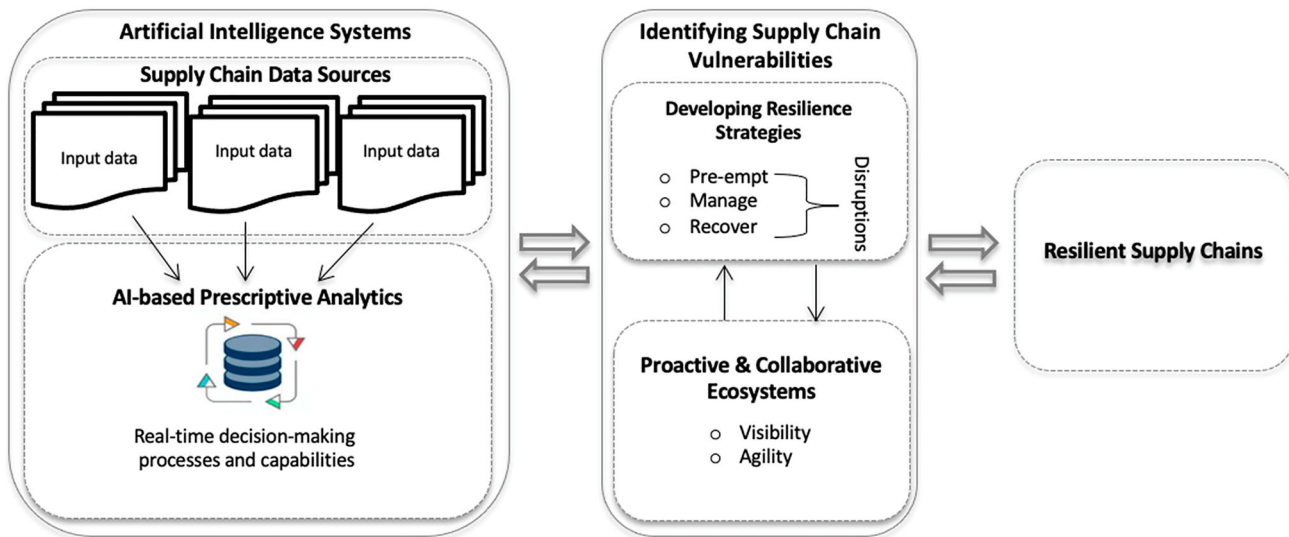 Artificial Intelligence Systems
Supply Chain Data Sources
Input data
Input data
Input data
AI-based Prescriptive Analytics
Real-time decision-making
processes and capabilities
Identifying Supply Chain
Vulnerabilities
Developing Resilience
Strategies
Pre-empt
Manage
Recover
Disruptions
Proactive & Collaborative
Ecosystems
Visibility
Agility
Resilient Supply Chains